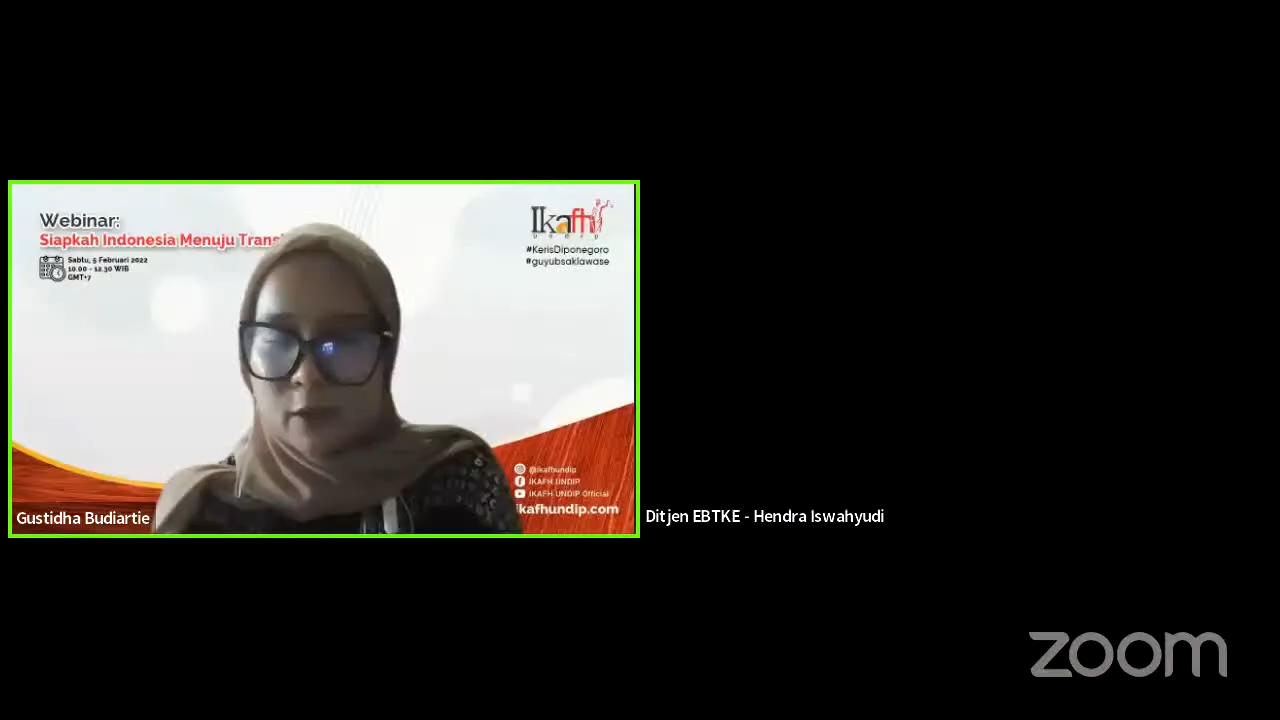 Webinar:
Siapkah Indonesia Menuju Trans
Sabtu, 5 Februari 2022
10.00 - 12.30 WIB
GMT+7
Ikafh
undip
#KerisDiponegoro
#guyubsaklawase
@ikafhundip
IKAFH UNDIP
IKAFH UNDIP Official
ikafhundip.com
Gustidha Budiartie
Ditjen EBTKE - Hendra Iswahyudi
zoom